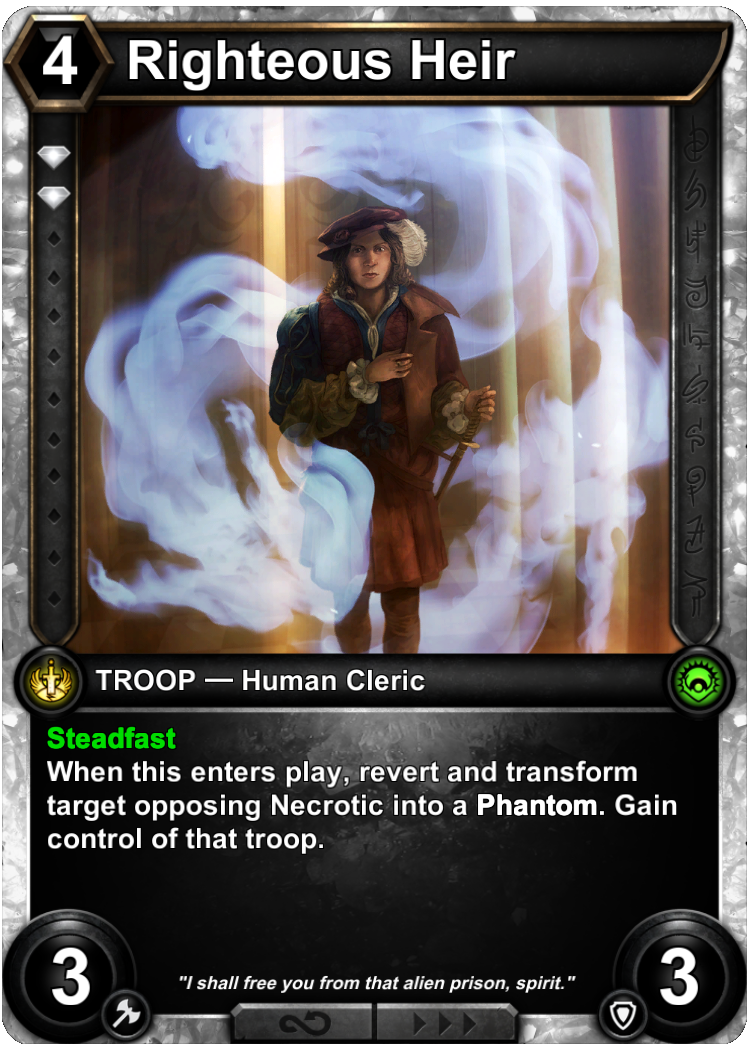 4
Righteous Heir
TROOP — Human Cleric
Steadfast
When this enters play, revert and transform
target opposing Necrotic into a Phantom. Gain
control of that troop.
"I shall free you from that alien prison, spirit."
3
3